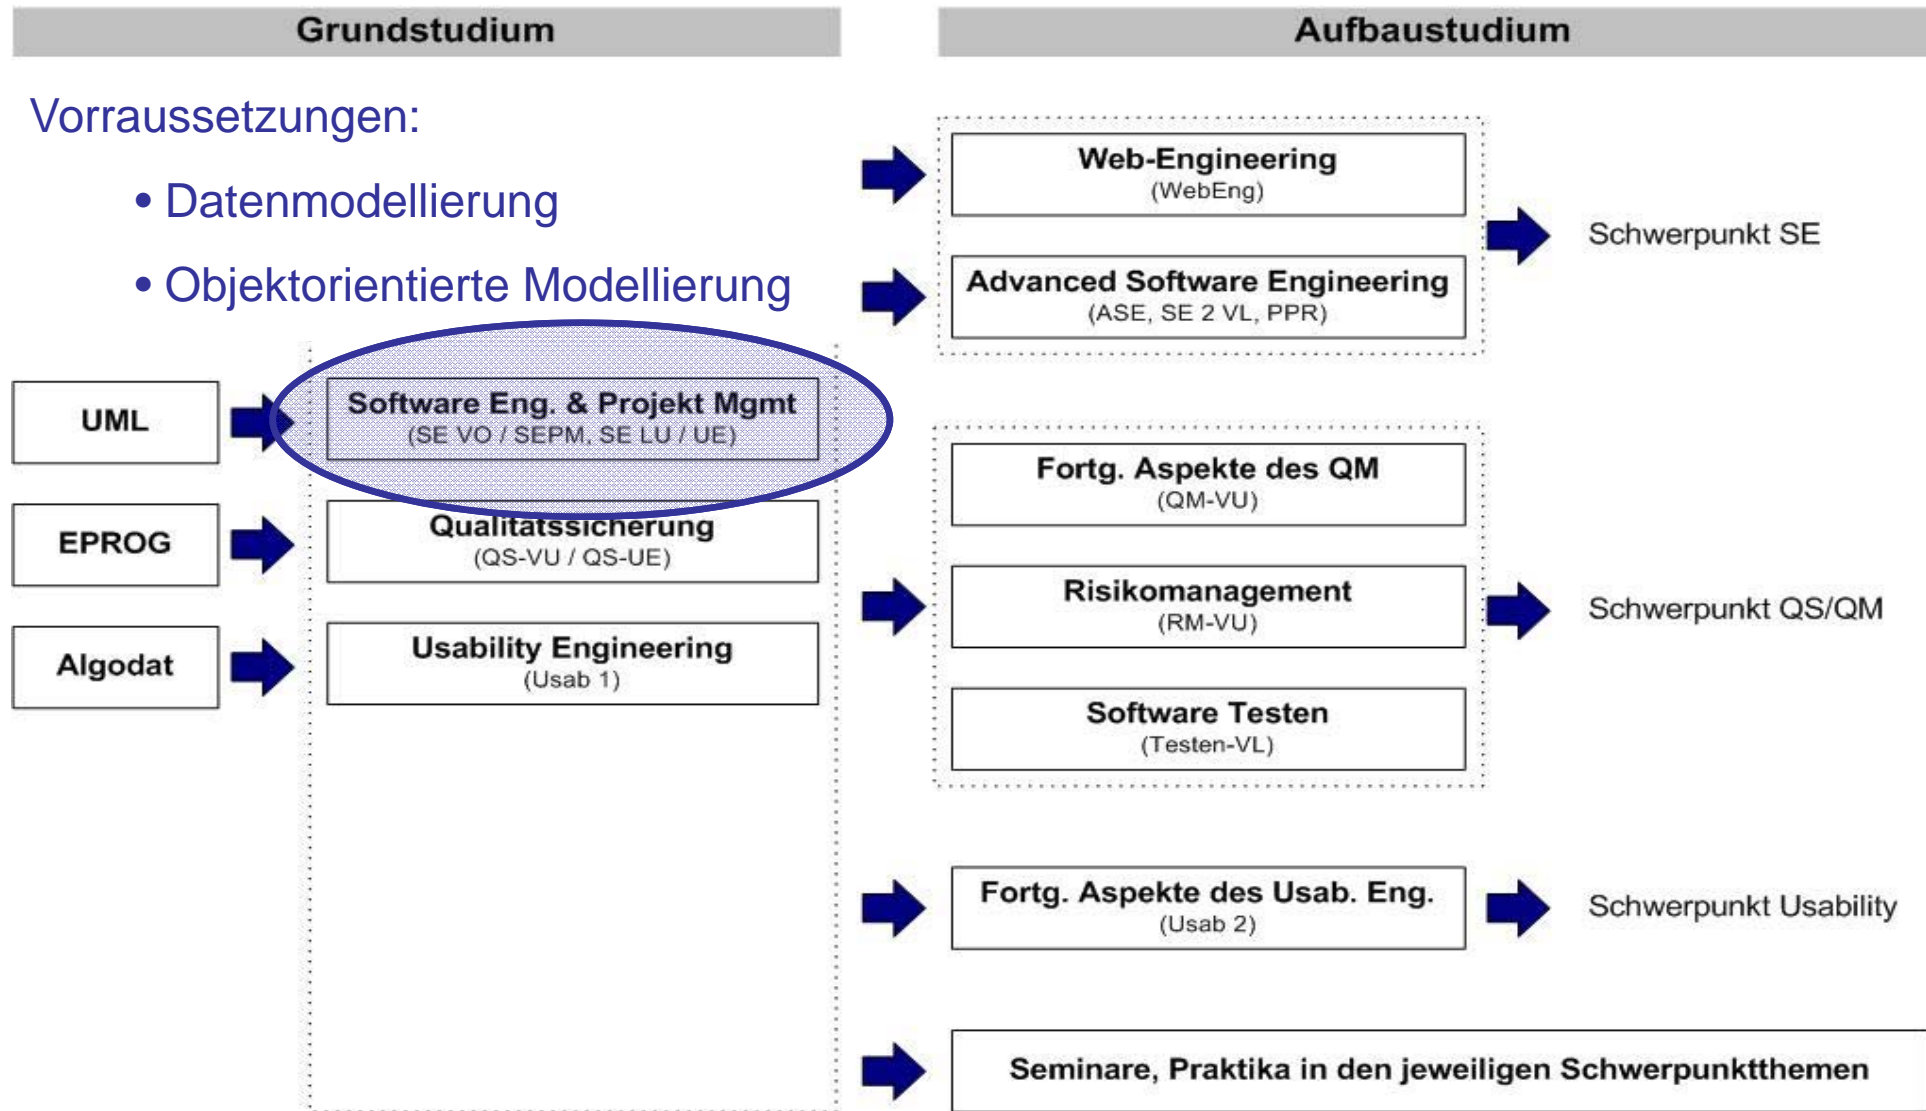 Grundstudium
Aufbaustudium
Vorraussetzungen:
• Datenmodellierung
• Objektorientierte Modellierung
UML
Software Eng. & Projekt Mgmt
(SE VO / SEPM, SE LU / UE)
EPROG
Qualitätssicherung
(QS-VU / QS-UE)
Algodat
Usability Engineering
(Usab 1)
Web-Engineering
(WebEng)
Advanced Software Engineering
(ASE, SE 2 VL, PPR)
Schwerpunkt SE
Fortg. Aspekte des QM
(QM-VU)
Risikomanagement
(RM-VU)
Software Testen
(Testen-VL)
Schwerpunkt QS/QM
Fortg. Aspekte des Usab. Eng.
(Usab 2)
Schwerpunkt Usability
Seminare, Praktika in den jeweiligen Schwerpunktthemen